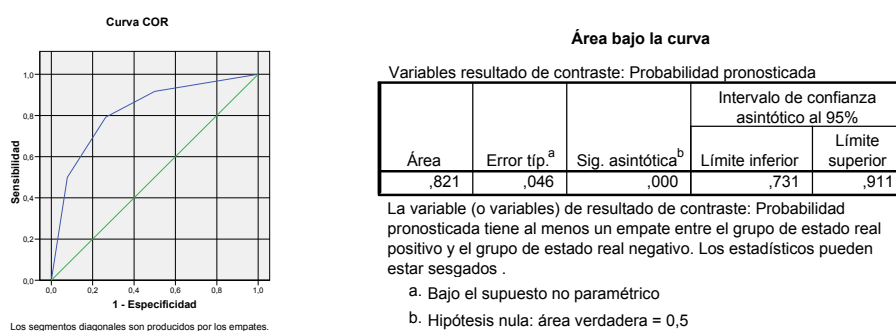 Curva COR
1,0
0,8
0,6
0,4
0,2
0,0
Sensibilidad
0,0 0,2 0,4 0,6 0,8 1,0
1 - Especificidad
Los segmentos diagonales son producidos por los empates.
Área bajo la curva
Variables resultado de contraste: Probabilidad pronosticada
Intervalo de confianza
asintótico al 95%
Área Error típ.a Sig. asintóticab Límite inferior Límite
superior
,821 ,046 ,000 ,731 ,911
La variable (o variables) de resultado de contraste: Probabilidad
pronosticada tiene al menos un empate entre el grupo de estado real
positivo y el grupo de estado real negativo. Los estadísticos pueden
estar sesgados .
a. Bajo el supuesto no paramétrico
b. Hipótesis nula: área verdadera = 0,5